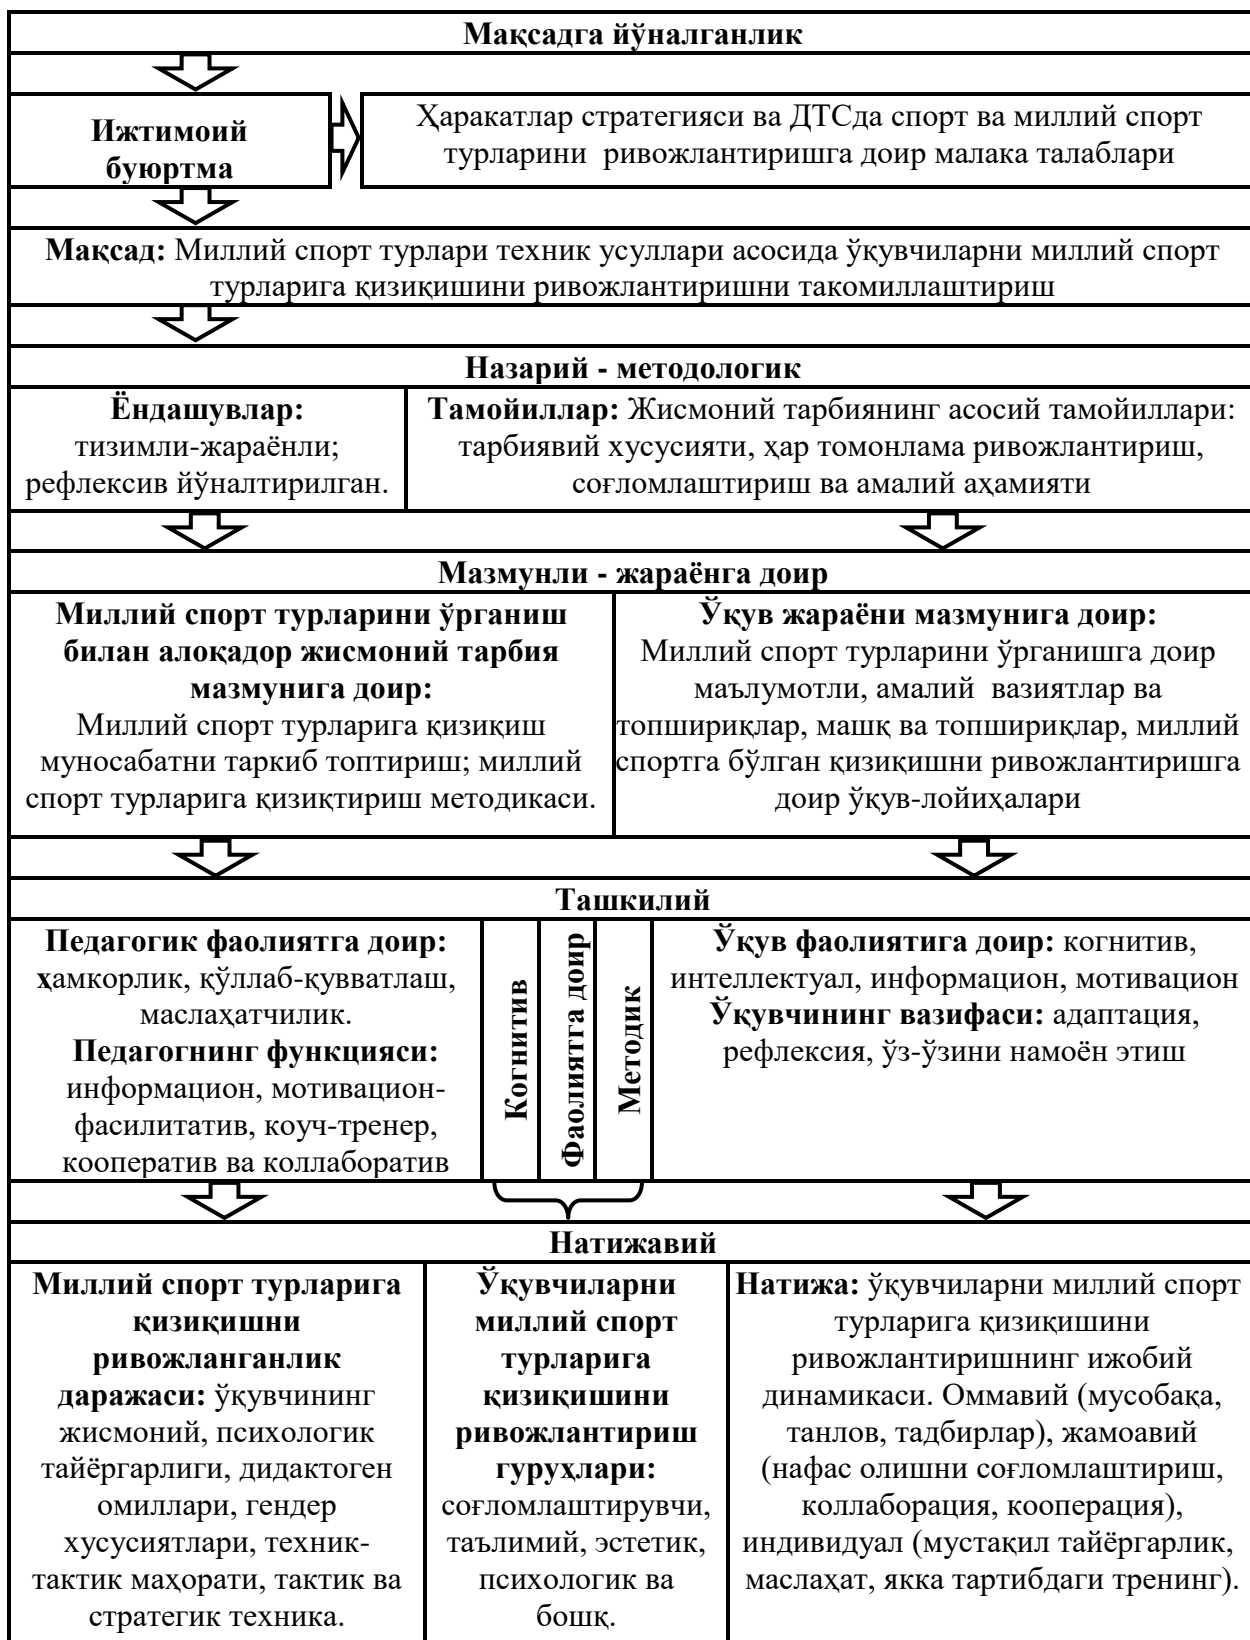 Мақсадга йўналганлик
Ижтимоий
буюртма
Ҳаракатлар стратегияси ва ДТСда спорт ва миллий спорт
турларини ривожлантиришга доир малака талаблари
Мақсад: Миллий спорт турлари техник усуллари асосида ўқувчиларни миллий спорт
турларига қизиқишини ривожлантиришни такомиллаштириш
Назарий - методологик
Ёндашувлар:
тизимли-жараёнли;
рефлексив йўналтирилган.
Тамойиллар: Жисмоний тарбиянинг асосий тамойиллари:
тарбиявий хусусияти, ҳар томонлама ривожлантириш,
соғломлаштириш ва амалий аҳамияти
Мазмунли - жараёнга доир
Миллий спорт турларини ўрганиш
билан алоқадор жисмоний тарбия
мазмунига доир:
Миллий спорт турларига қизиқиш
муносабатни таркиб топтириш; миллий
спорт турларига қизиқтириш методикаси.
Ўқув жараёни мазмунига доир:
Миллий спорт турларини ўрганишга доир
маълумотли, амалий вазиятлар ва
топшириқлар, машқ ва топшириқлар, миллий
спортга бўлган қизиқишни ривожлантиришга
доир ўқув-лойиҳалари
Ташкилий
Педагогик фаолиятга доир:
ҳамкорлик, қўллаб-қувватлаш,
маслаҳатчилик.
Педагогнинг функцияси:
информацион, мотивацион-
фасилитатив, коуч-тренер,
кооператив ва коллаборатив
Когнитив
Фаолиятга доир
Методик
Ўқув фаолиятига доир: когнитив,
интеллектуал, информацион, мотивацион
Ўқувчининг вазифаси: адаптация,
рефлексия, ўз-ўзини намоён этиш
Натижавий
Миллий спорт турларига
қизиқишни
ривожланганлик
даражаси: ўқувчининг
жисмоний, психологик
тайёргарлиги, дидактоген
омиллари, гендер
хусусиятлари, техник-
тактик маҳорати, тактик ва
стратегик техника.
Ўқувчиларни
миллий спорт
турларига
қизиқишини
ривожлантириш
гуруҳлари:
соғломлаштирувчи,
таълимий, эстетик,
психологик ва
бошқ.
Натижа: ўқувчиларни миллий спорт
турларига қизиқишини
ривожлантиришнинг ижобий
динамикаси. Оммавий (мусобақа,
танлов, тадбирлар), жамоавий
(нафас олишни соғломлаштириш,
коллаборация, кооперация),
индивидуал (мустақил тайёргарлик,
маслаҳат, якка тартибдаги тренинг).